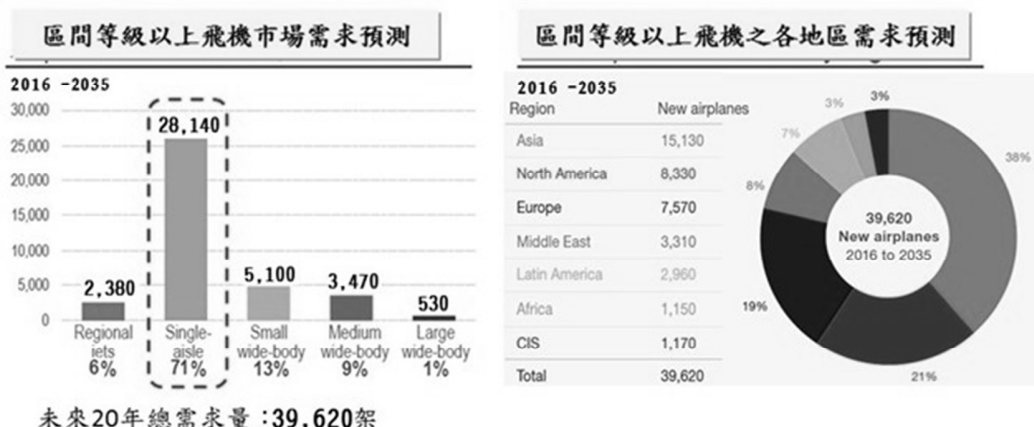 區間等級以上飛機市場需求預測
2016 -2035
30,000
25,000
20,000
15,000
10,000
5,000
0
2,380
28,140
5,100
3,470
530
Regional jets 6%
Single-aisle 71%
Small wide-body 13%
Medium wide-body 9%
Large wide-body 1%
未來20年總需求量:39,620架
區間等級以上飛機之各地區需求預測
2016 -2035
Region New airplanes
Asia 15,130
North America 8,330
Europe 7,570
Middle East 3,310
Latin America 2,960
Africa 1,150
CIS 1,170
Total 39,620
3%
3%
7%
8%
19%
21%
38%
39,620
New airplanes
2016 to 2035